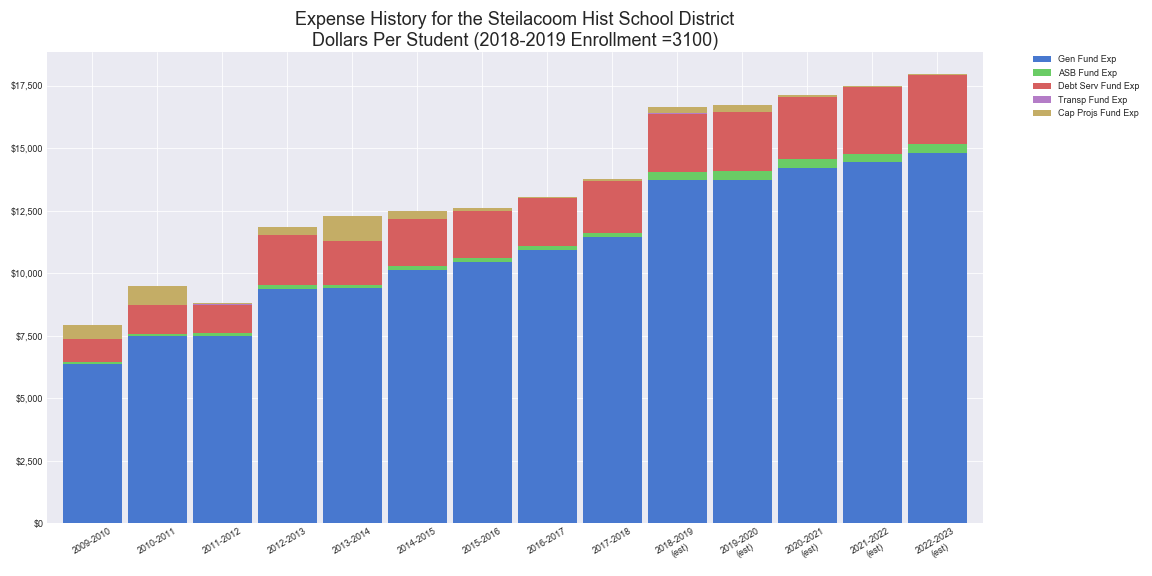 Expense History for the Steilacoom Hist School District
Dollars Per Student (2018-2019 Enrollment =3100)
Gen Fund Exp
ASB Fund Exp
Debt Serv Fund Exp
Transp Fund Exp
Cap Projs Fund Exp
$17,500
$15,000
$12,500
$10,000
$7,500
$5,000
$2,500
$0
2009-2010
2010-2011
2011-2012
2012-2013
2013-2014
2014-2015
2015-2016
2016-2017
2017-2018
2018-2019
(est)
2019-2020
(est)
2020-2021
(est)
2021-2022
(est)
2022-2023
(est)